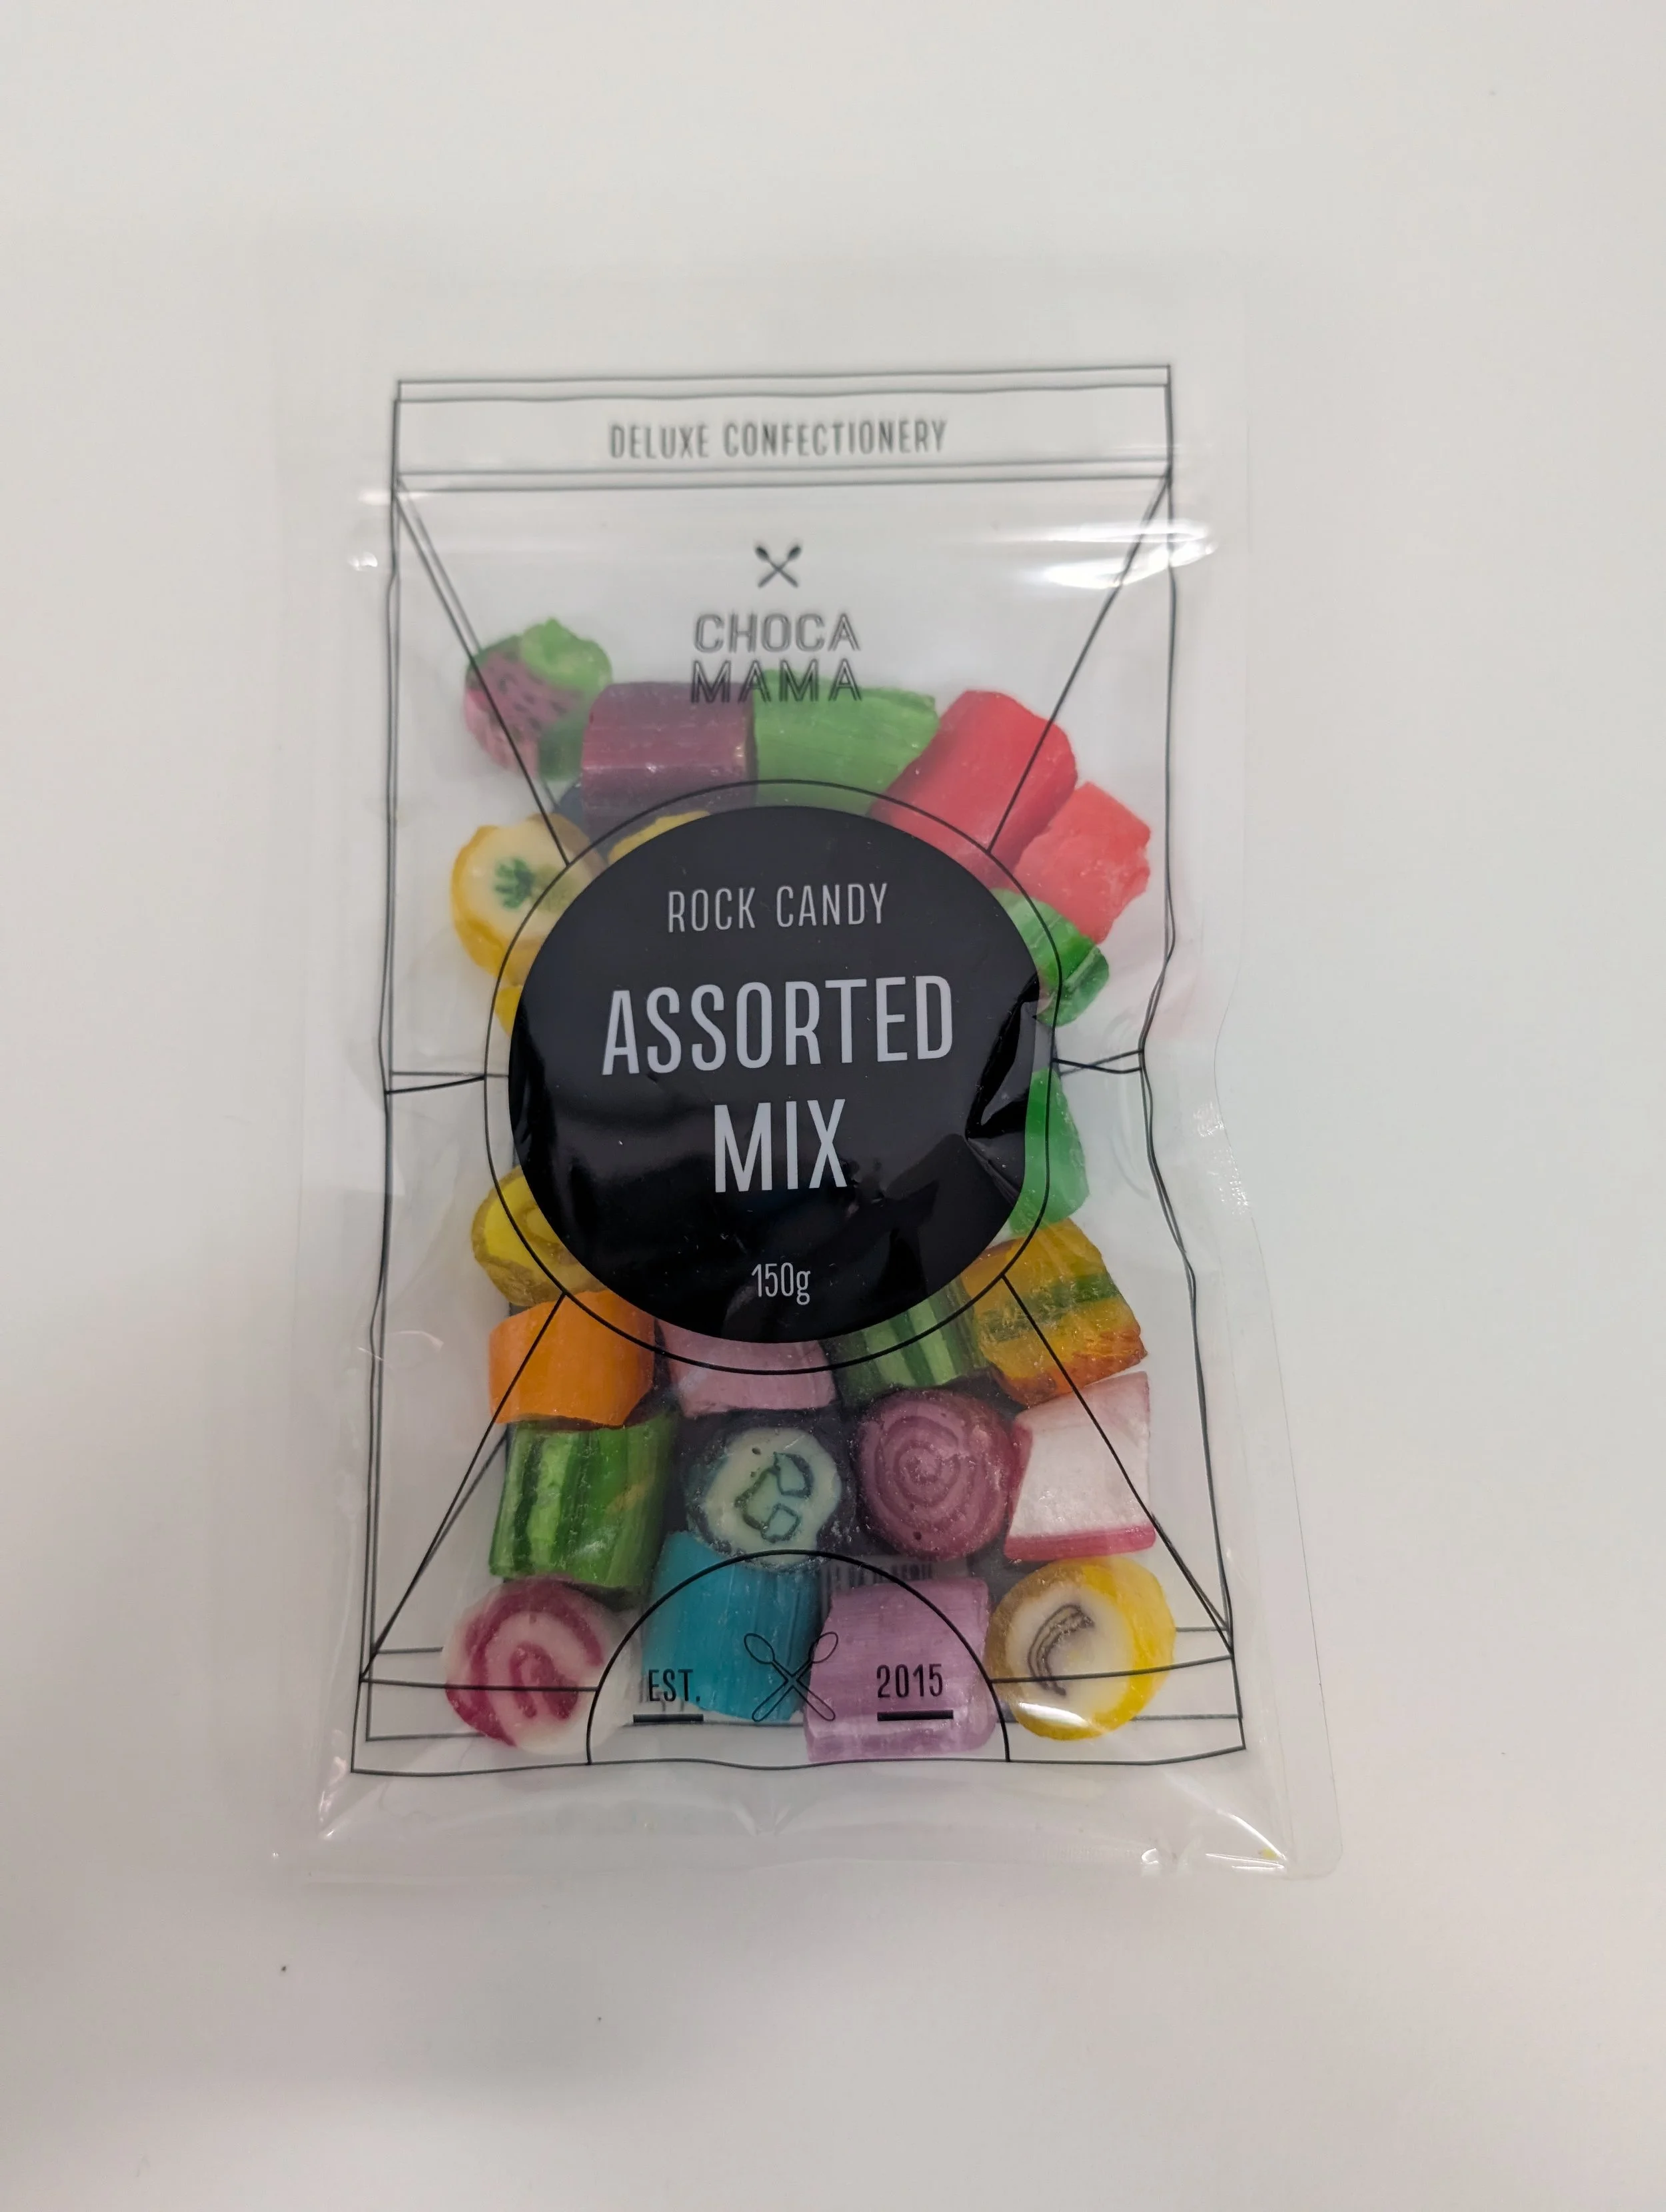 DELUXE CONFECTIONERY
CHOCA
MAMA
ROCK CANDY
ASSORTED
MIX
150g
EST. 2015